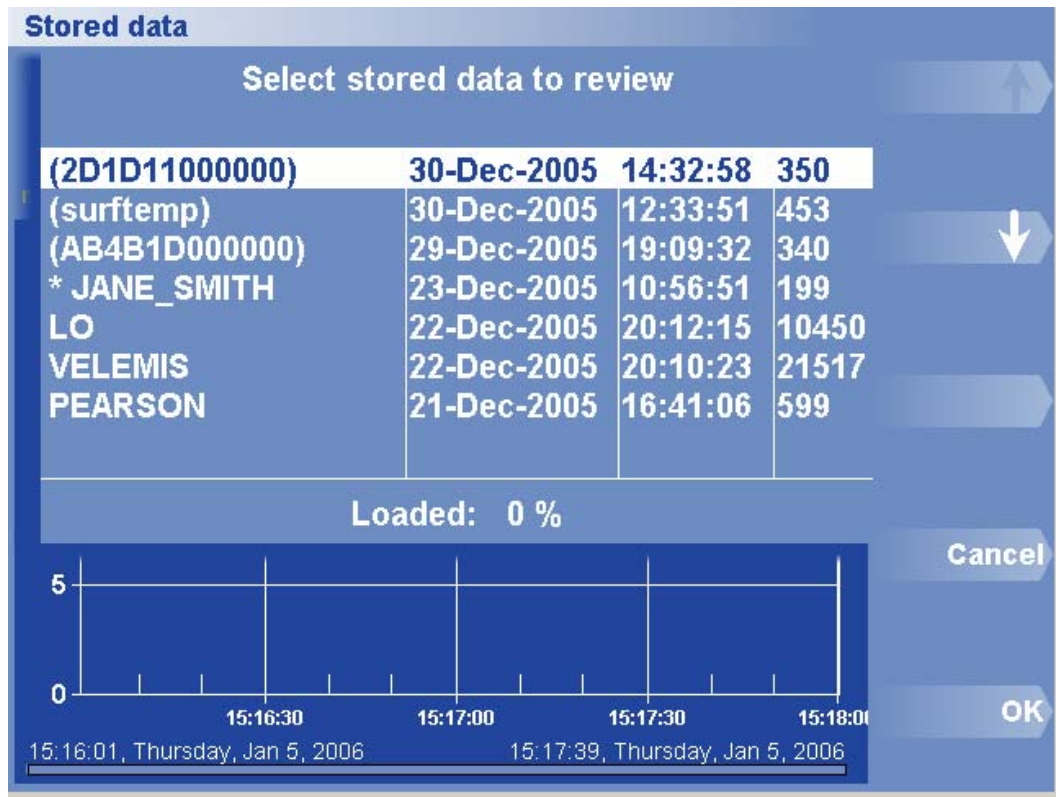 Stored data
Select stored data to review
(2D1D11000000) 30-Dec-2005 14:32:58 350
(surftemp) 30-Dec-2005 12:33:51 453
(AB4B1D000000) 29-Dec-2005 19:09:32 340
* JANE_SMITH 23-Dec-2005 10:56:51 199
LO 22-Dec-2005 20:12:15 10450
VELEMIS 22-Dec-2005 20:10:23 21517
PEARSON 21-Dec-2005 16:41:06 599
Loaded: 0 %
Cancel
5
0
15:16:30 15:17:00 15:17:30 15:18:00
OK
15:16:01, Thursday, Jan 5, 2006 15:17:39, Thursday, Jan 5, 2006